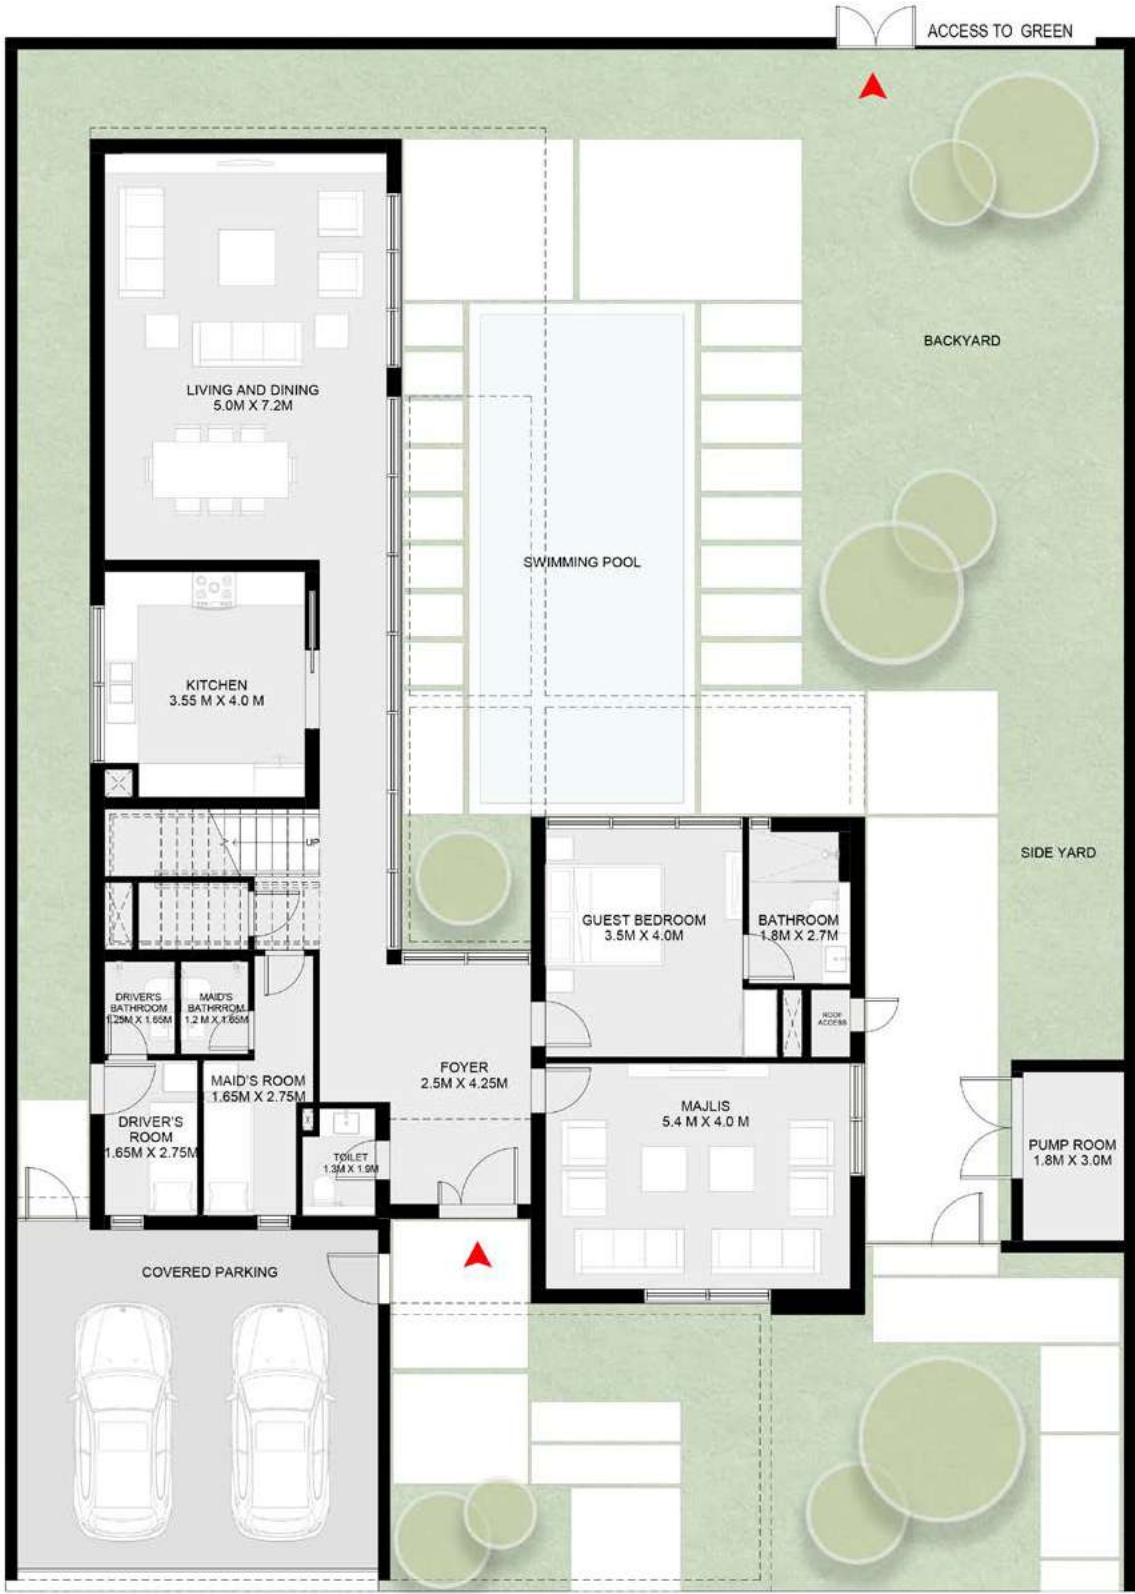 ACCESS TO GREEN
BACKYARD
LIVING AND DINING
5.0M X 7.2M
SWIMMING POOL
KITCHEN
3.55 M X 4.0 M
UP
SIDE YARD
GUEST BEDROOM
3.5M X 4.0M
BATHROOM
1.8M X 2.7M
DRIVER'S
BATHROOM
1.25M X 1.65M
MAID'S
BATHRROM
1.2 M X 1.65M
ROOF
ACCESS
FOYER
2.5M X 4.25M
MAID'S ROOM
1.65M X 2.75M
MAJLIS
5.4 M X 4.0 M
DRIVER'S
ROOM
1.65M X 2.75M
TOILET
1.3M X 1.9M
PUMP ROOM
1.8M X 3.0M
COVERED PARKING